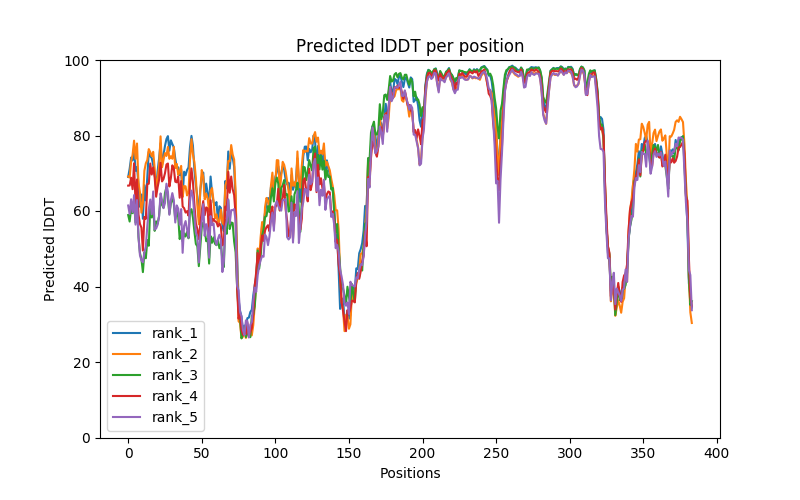 Predicted lDDT per position
100
80
60
40
20
0
Predicted lDDT
rank_1
rank_2
rank_3
rank_4
rank_5
0 50 100 150 200 250 300 350 400
Positions